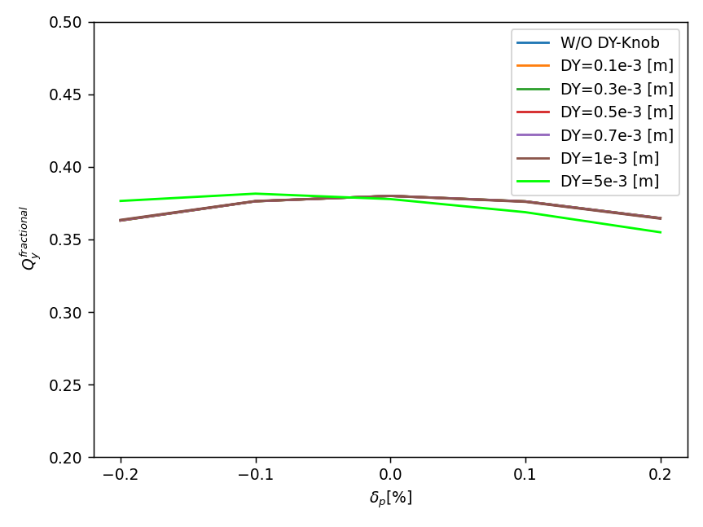 0.50
0.45
0.40
0.35
0.30
0.25
0.20
Q_y^{fractional}
W/O DY-Knob
DY=0.1e-3 [m]
DY=0.3e-3 [m]
DY=0.5e-3 [m]
DY=0.7e-3 [m]
DY=1e-3 [m]
DY=5e-3 [m]
−0.2 −0.1 0.0 0.1 0.2
δ_p[%]